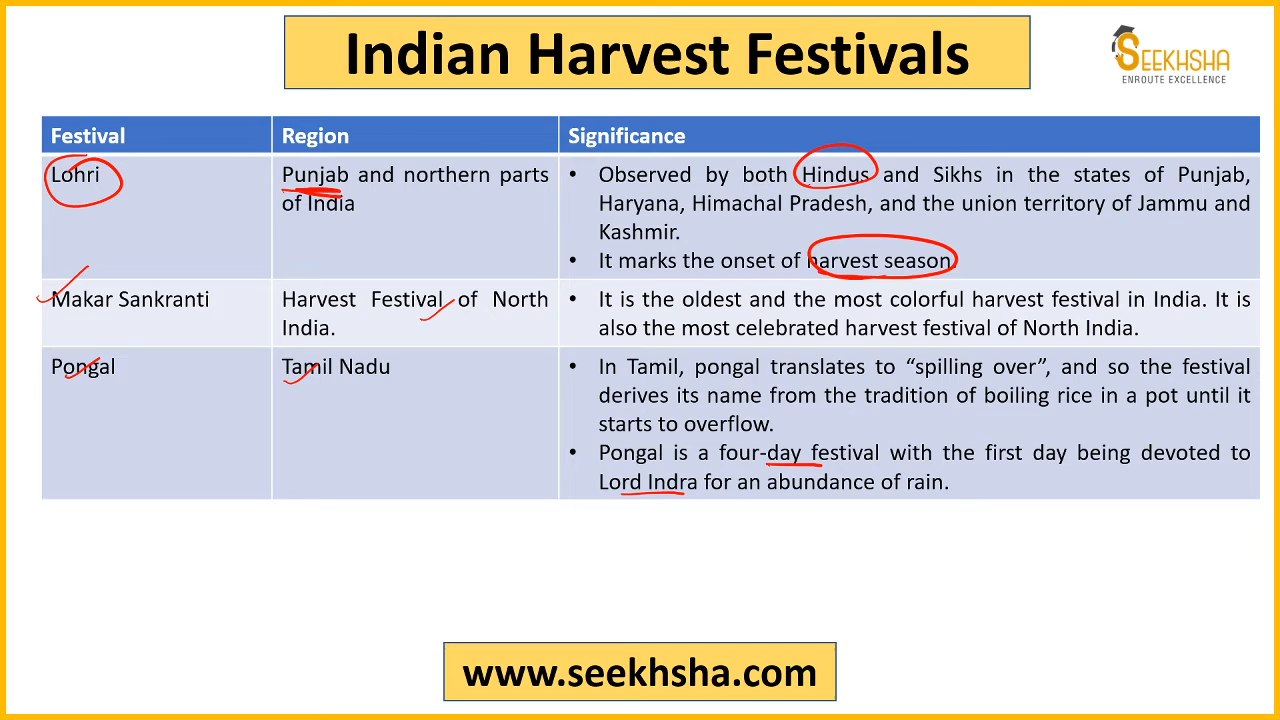 Indian Harvest Festivals
SEEKHSHA
ENROUTE EXCELLENCE
Festival
Region
Significance
Lohri
Punjab and northern parts
of India
• Observed by both Hindus and Sikhs in the states of Punjab,
Haryana, Himachal Pradesh, and the union territory of Jammu and
Kashmir.
• It marks the onset of harvest season.
Makar Sankranti
Harvest Festival of North
India.
• It is the oldest and the most colorful harvest festival in India. It is
also the most celebrated harvest festival of North India.
Pongal
Tamil Nadu
• In Tamil, pongal translates to “spilling over”, and so the festival
derives its name from the tradition of boiling rice in a pot until it
starts to overflow.
• Pongal is a four-day festival with the first day being devoted to
Lord Indra for an abundance of rain.
www.seekhsha.com